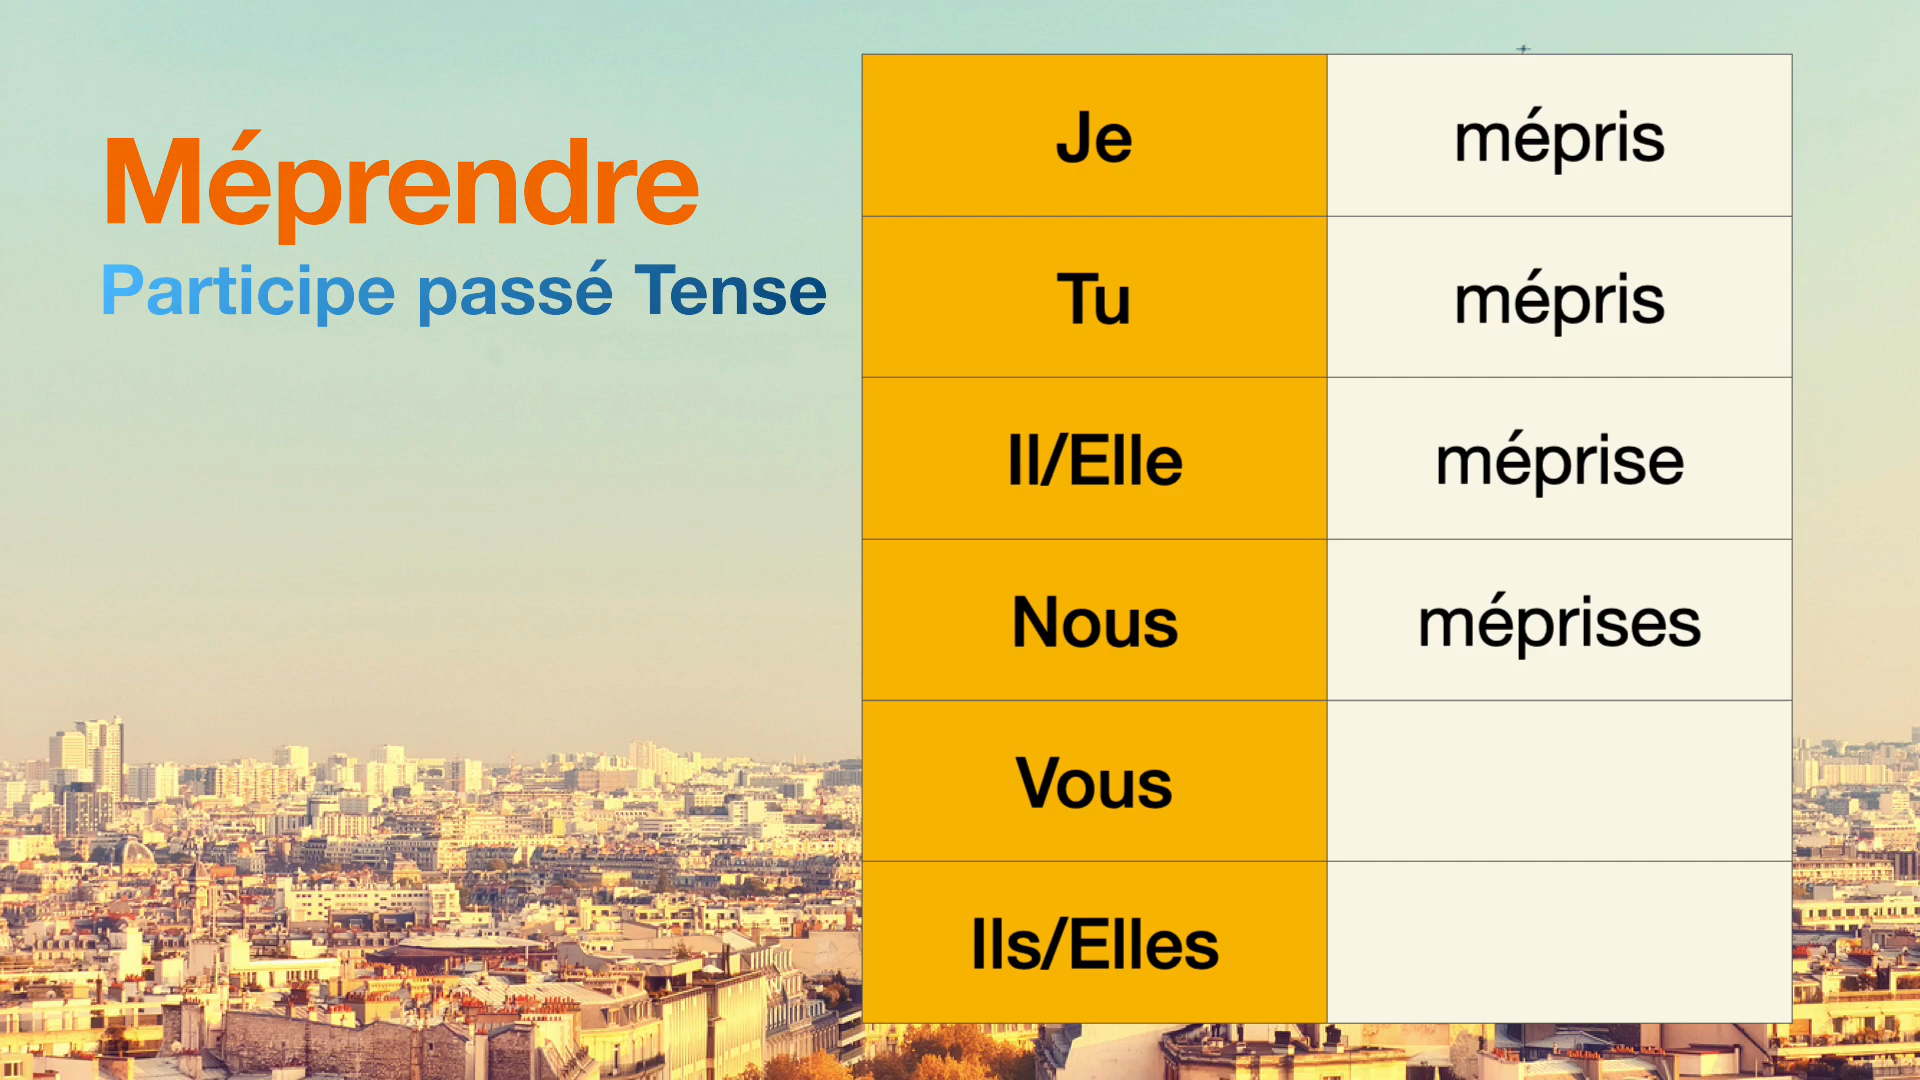 Méprendre
Participe passé Tense
Je mépris
Tu mépris
Il/Elle méprise
Nous méprises
Vous
Ils/Elles